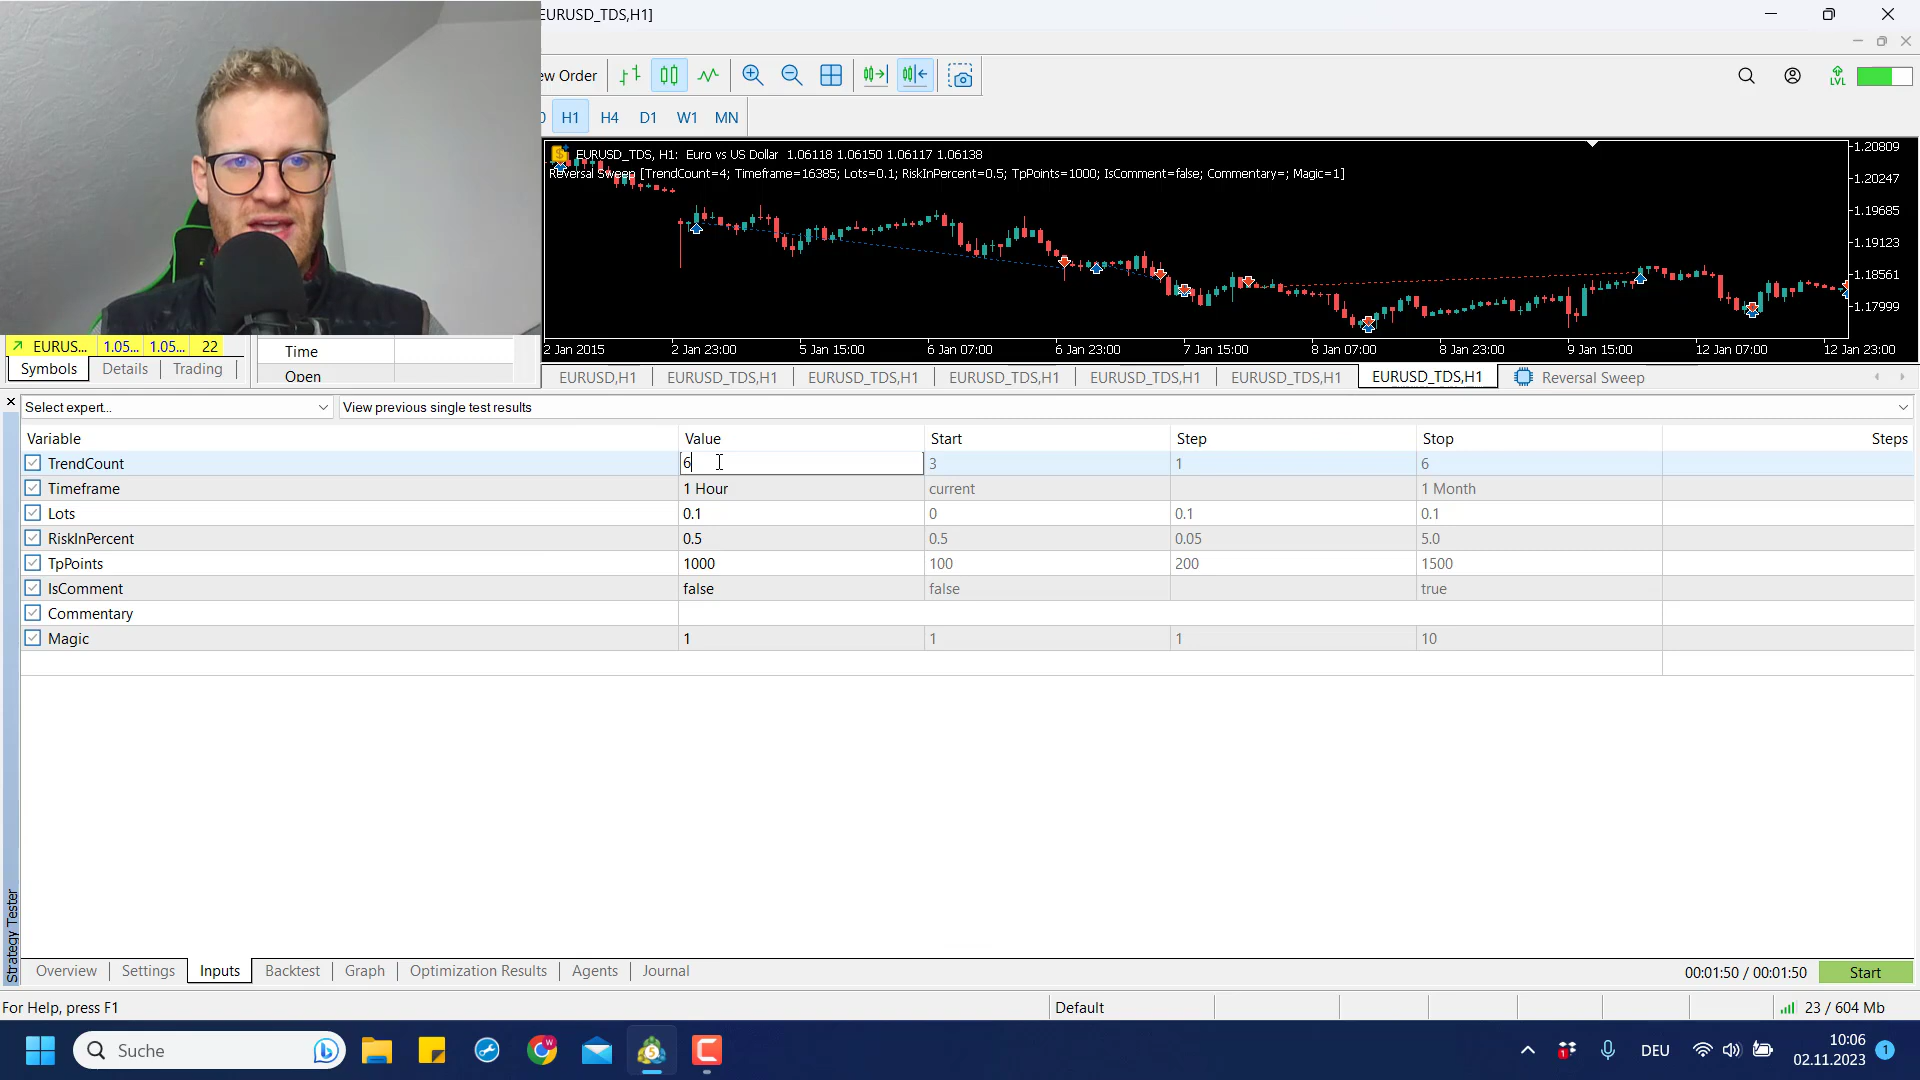 EURUSD_TDS,H1]
ew Order
H1 H4 D1 W1 MN
LVL
EURUSD_TDS, H1: Euro vs US Dollar 1.06118 1.06150 1.06117 1.06138
Reversal Sweep [TrendCount=4; Timeframe=16385; Lots=0.1; RiskInPercent=0.5; TpPoints=1000; IsComment=false; Commentary=; Magic=1]
1.20809
1.20247
1.19685
1.19123
1.18561
1.17999
2 Jan 2015 2 Jan 23:00 5 Jan 15:00 6 Jan 07:00 6 Jan 23:00 7 Jan 15:00 8 Jan 07:00 8 Jan 23:00 9 Jan 15:00 12 Jan 07:00 12 Jan 23:00
EURUS... 1.05... 1.05... 22
Symbols Details Trading
Time
Open
EURUSD,H1 EURUSD_TDS,H1 EURUSD_TDS,H1 EURUSD_TDS,H1 EURUSD_TDS,H1 EURUSD_TDS,H1 EURUSD_TDS,H1 Reversal Sweep
Select expert... View previous single test results
Variable Value Start Step Stop Steps
TrendCount 6 3 1 6
Timeframe 1 Hour current 1 Month
Lots 0.1 0 0.1 0.1
RiskInPercent 0.5 0.5 0.05 5.0
TpPoints 1000 100 200 1500
IsComment false false true
Commentary
Magic 1 1 1 10
Strategy Tester
Overview Settings Inputs Backtest Graph Optimization Results Agents Journal 00:01:50 / 00:01:50 Start
For Help, press F1 Default 23 / 604 Mb
Suche DEU 10:06
02.11.2023 1